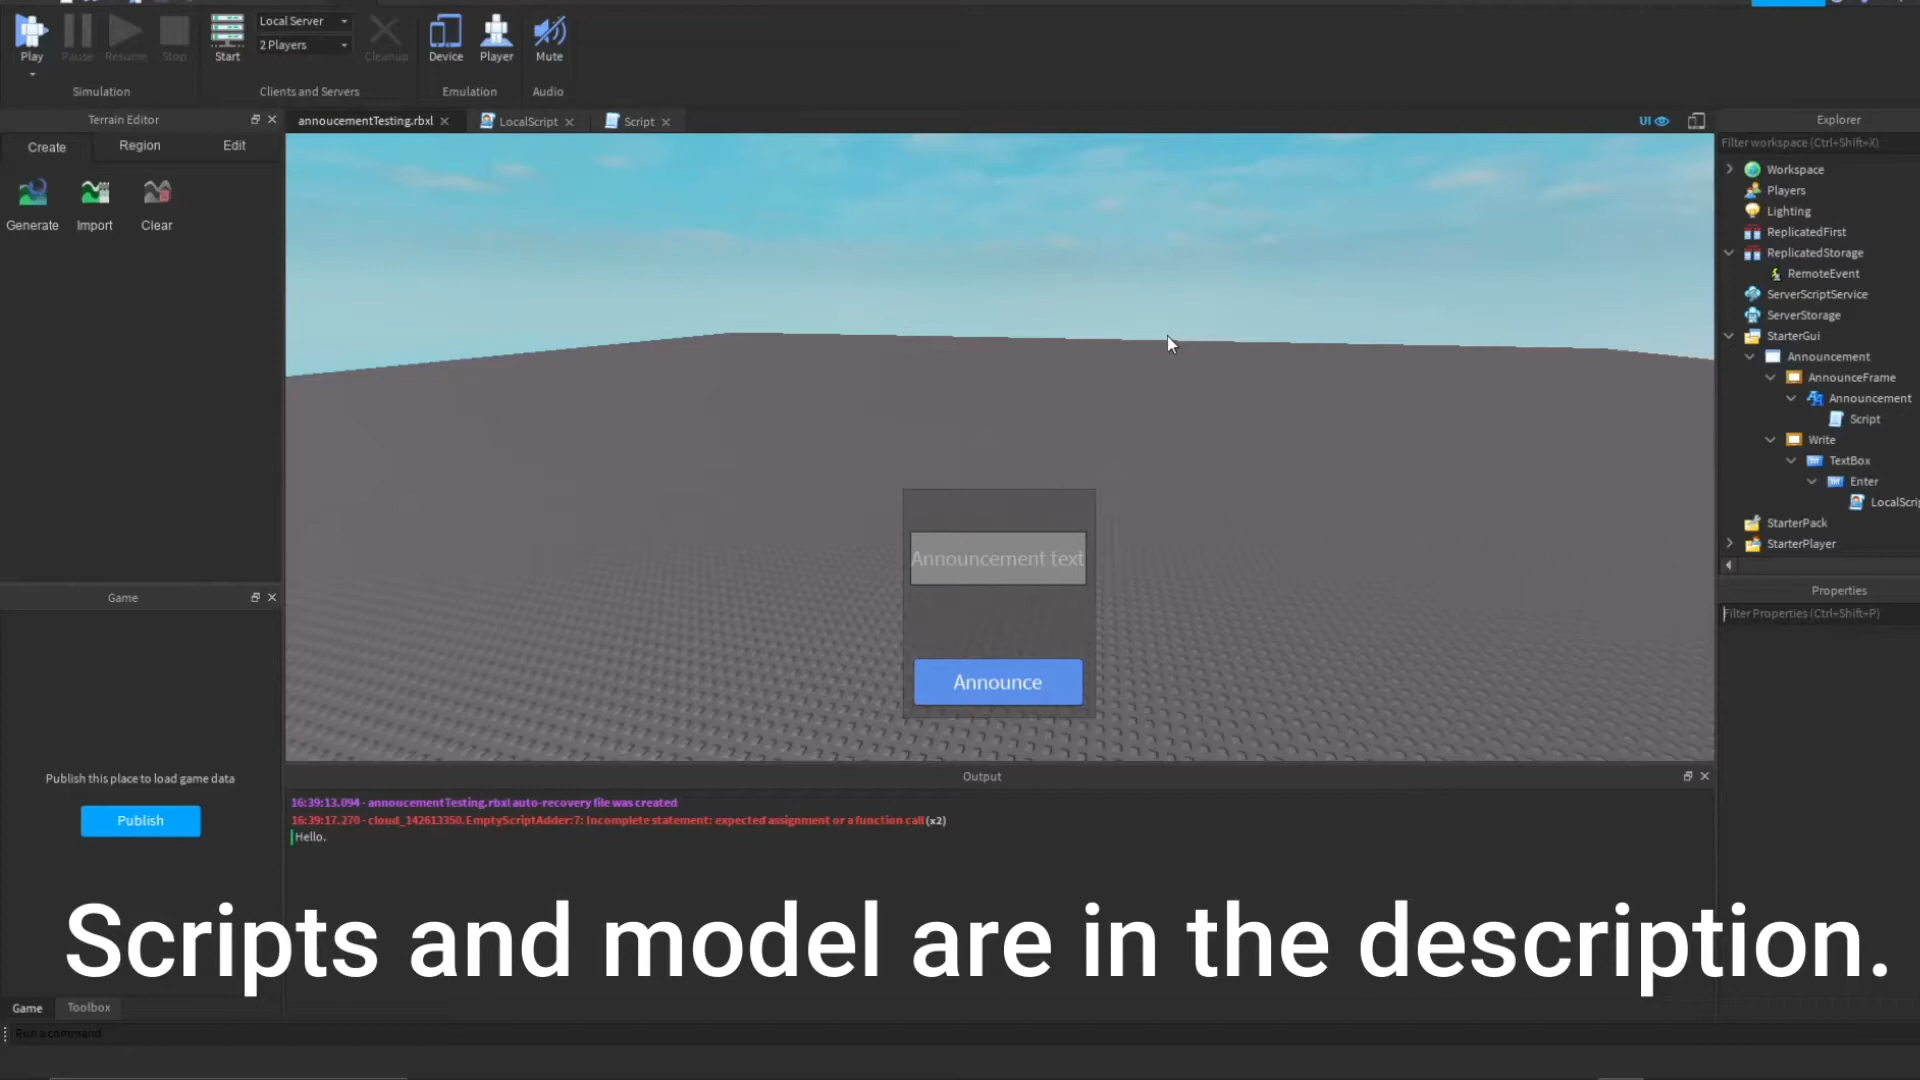 Play
Pause
Resume
Stop
Simulation
Start
Local Server
2 Players
Cleanup
Clients and Servers
Device
Player
Emulation
Mute
Audio
Terrain Editor
Create
Region
Edit
Generate
Import
Clear
annoucementTesting.rbxl
LocalScript
Script
UI
Announcement text
Announce
Explorer
Filter workspace (Ctrl+Shift+X)
Workspace
Players
Lighting
ReplicatedFirst
ReplicatedStorage
RemoteEvent
ServerScriptService
ServerStorage
StarterGui
Announcement
AnnounceFrame
Announcement
Script
Write
TextBox
Enter
LocalScri
StarterPack
StarterPlayer
Properties
Filter Properties (Ctrl+Shift+P)
Game
Publish this place to load game data
Publish
Output
16:39:13.094 - annoucementTesting.rbxl auto-recovery file was created
16:39:17.270 - cloud_142613350.EmptyScriptAdder:7: Incomplete statement: expected assignment or a function call (x2)
Hello.
Scripts and model are in the description.
Game
Toolbox
Run a command